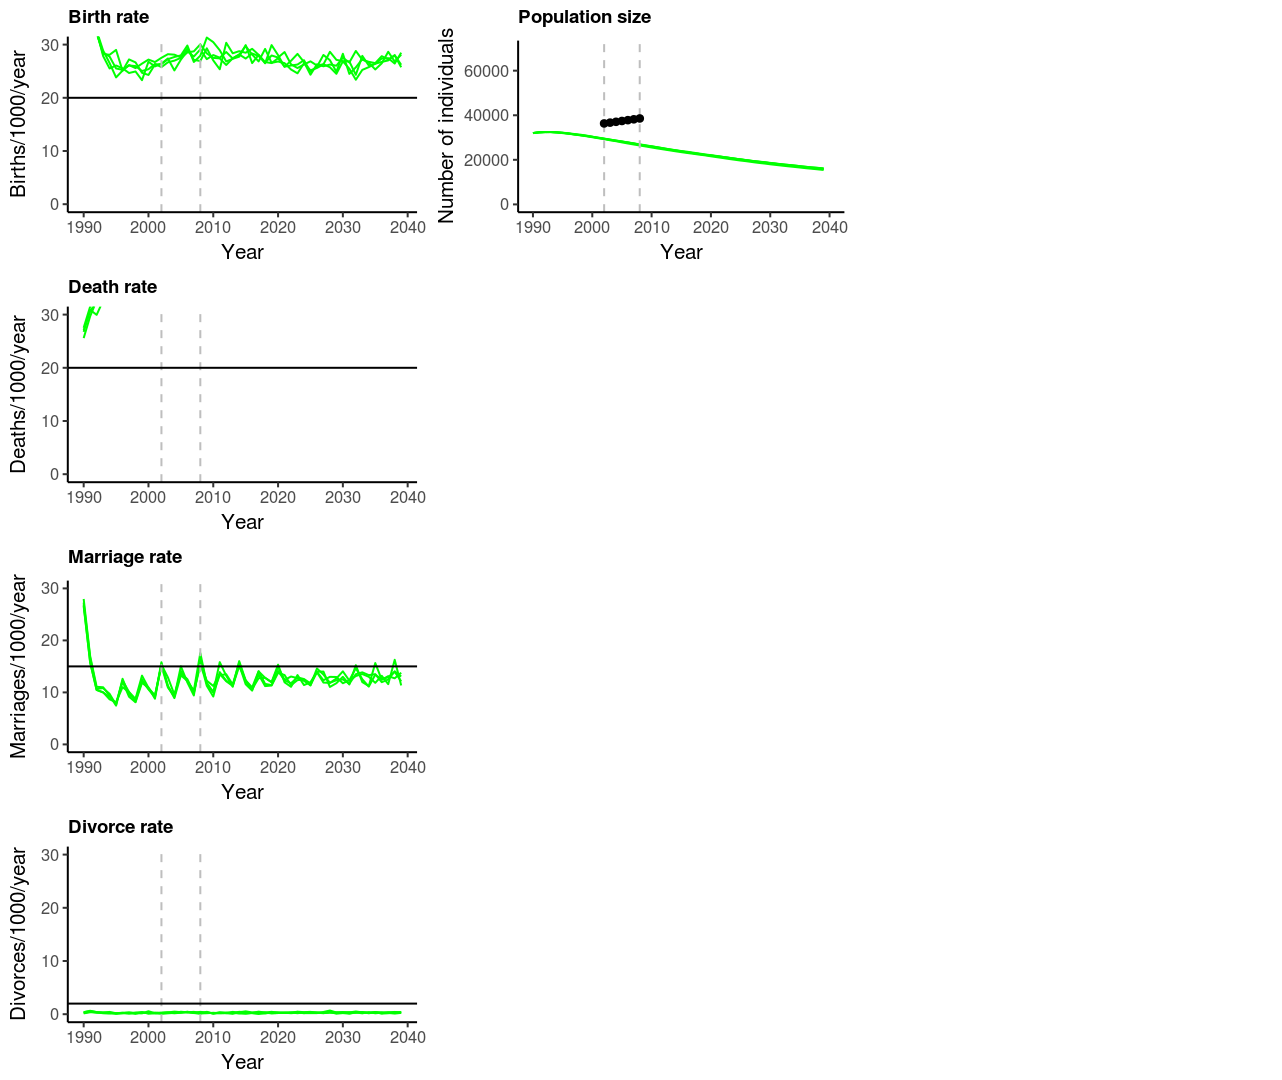 Birth rate
Births/1000/year
30
20
10
0
1990 2000 2010 2020 2030 2040
Year
Population size
Number of individuals
60000
40000
20000
0
1990 2000 2010 2020 2030 2040
Year
Death rate
Deaths/1000/year
30
20
10
0
1990 2000 2010 2020 2030 2040
Year
Marriage rate
Marriages/1000/year
30
20
10
0
1990 2000 2010 2020 2030 2040
Year
Divorce rate
Divorces/1000/year
30
20
10
0
1990 2000 2010 2020 2030 2040
Year